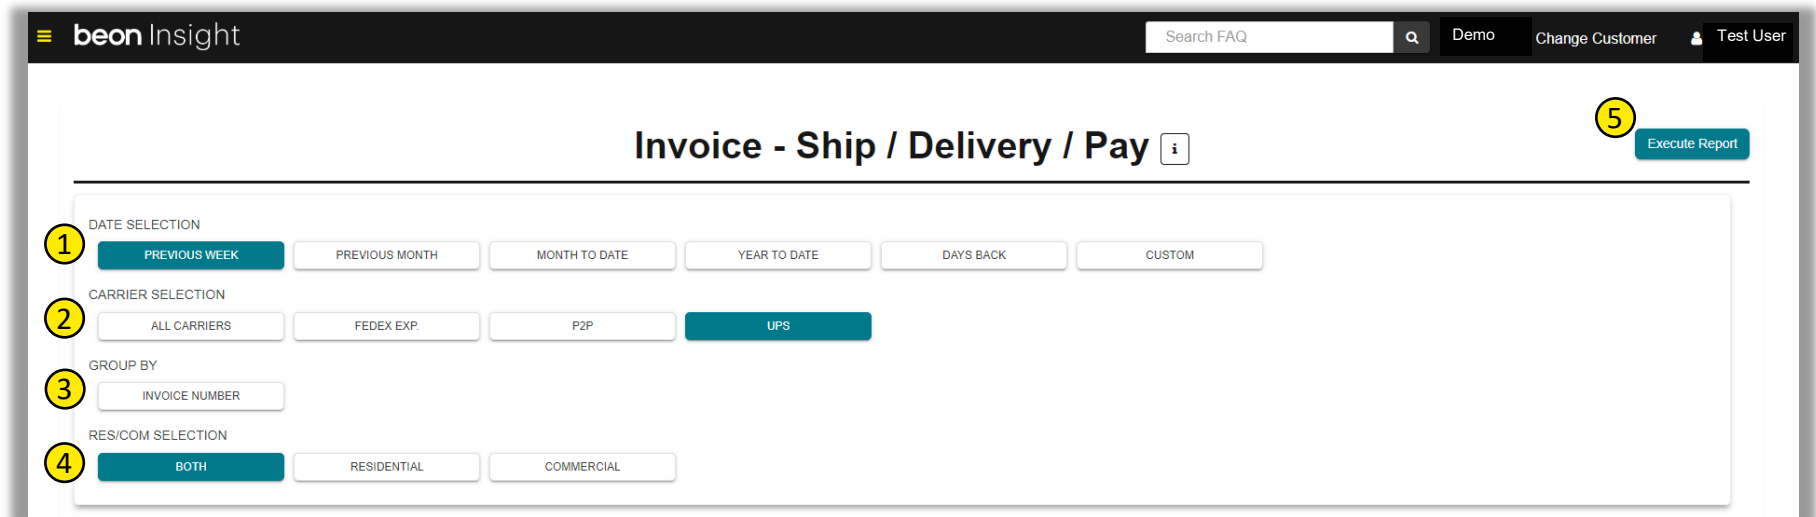 beon Insight Search FAQ Demo Change Customer Test User
5
Invoice - Ship / Delivery / Pay i Execute Report
DATE SELECTION
1 PREVIOUS WEEK PREVIOUS MONTH MONTH TO DATE YEAR TO DATE DAYS BACK CUSTOM
CARRIER SELECTION
2 ALL CARRIERS FEDEX EXP. P2P UPS
GROUP BY
3 INVOICE NUMBER
RES/COM SELECTION
4 BOTH RESIDENTIAL COMMERCIAL